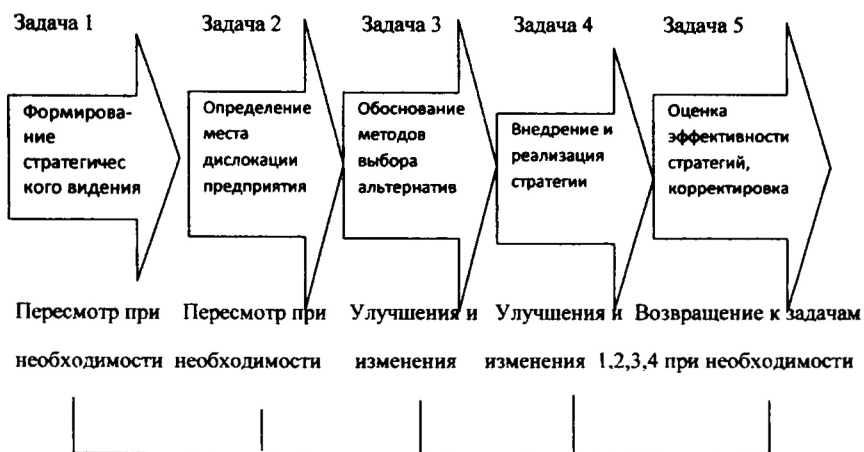 Задача 1 Задача 2 Задача 3 Задача 4 Задача 5
Формирова-
ние
стратегичес
кого видения
Определение
места
дислокации
предприятия
Обоснование
методов
выбора
альтернатив
Внедрение и
реализация
стратегии
Оценка
эффективности
стратегий,
корректировка
Пересмотр при
необходимости
Пересмотр при
необходимости
Улучшения и
изменения
Улучшения и
изменения
Возвращение к задачам
1,2,3,4 при необходимости